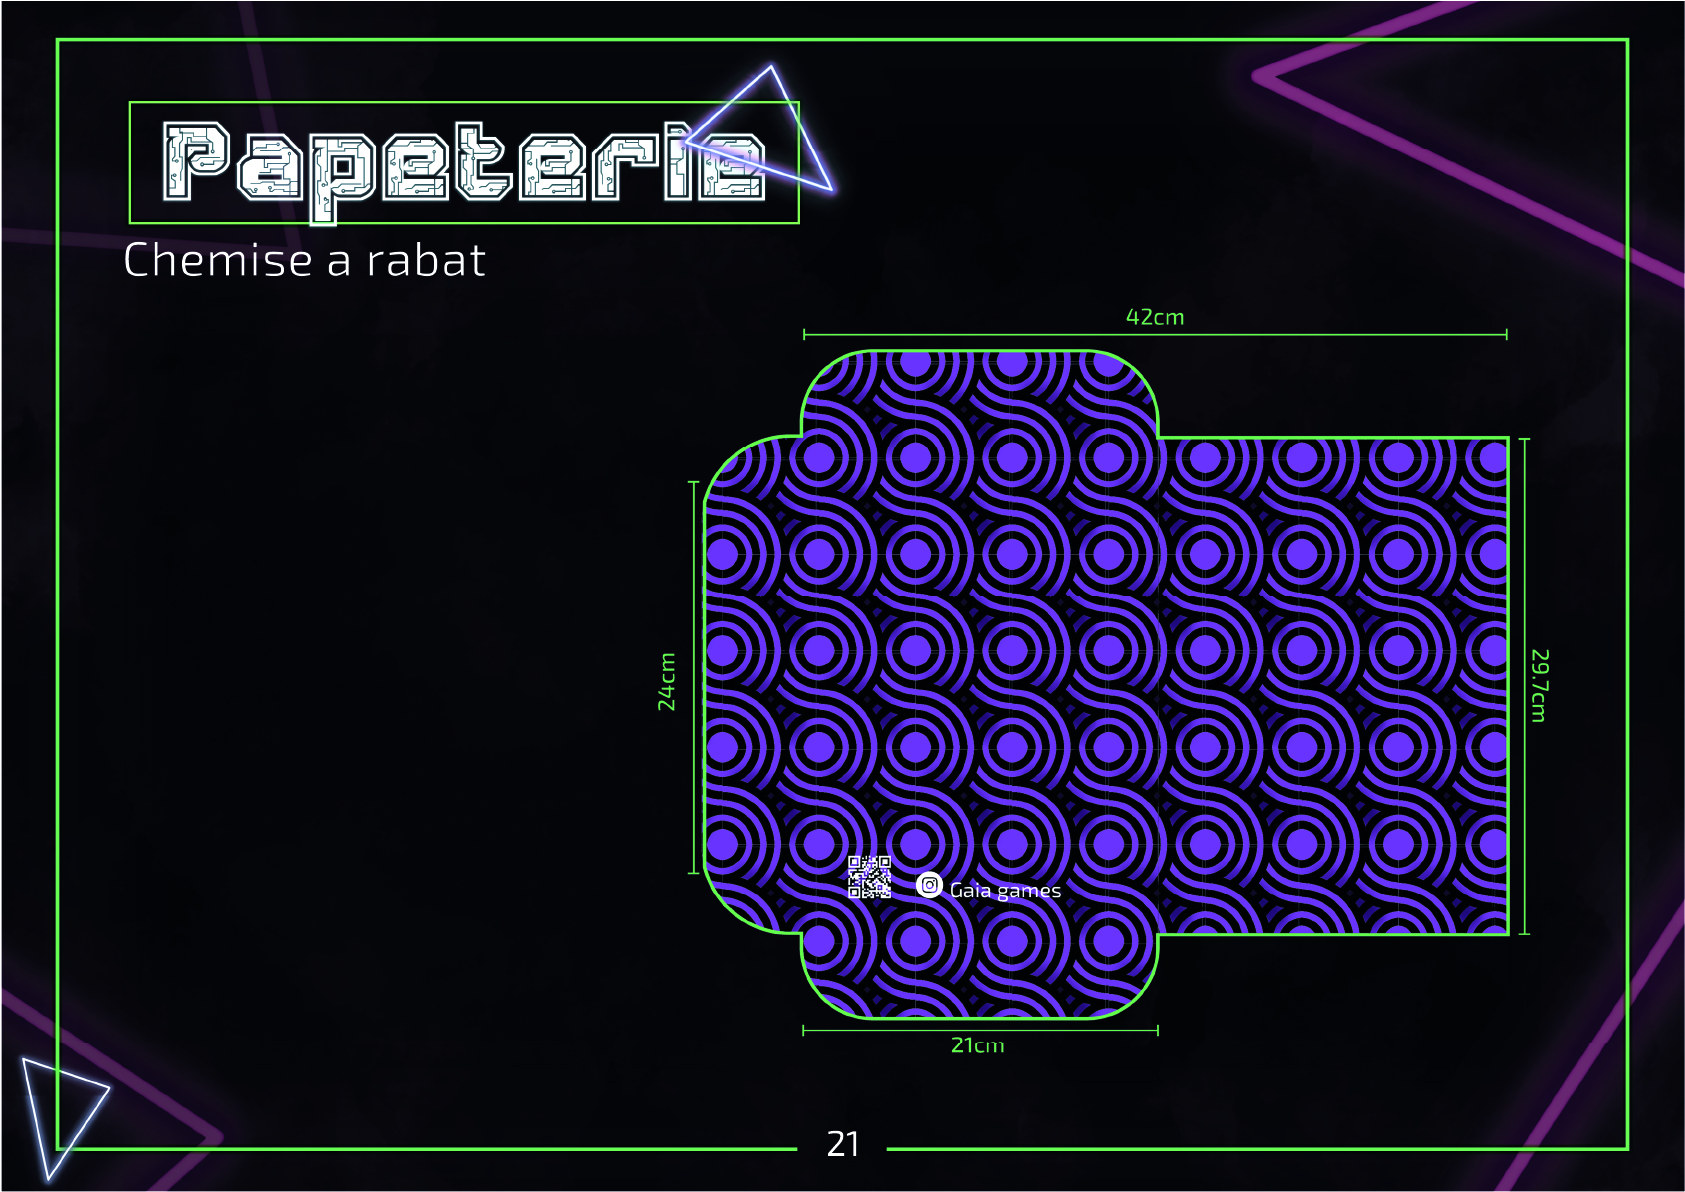 Papeterie
Chemise a rabat
42cm
24cm
29.7cm
Gaia games
21cm
21